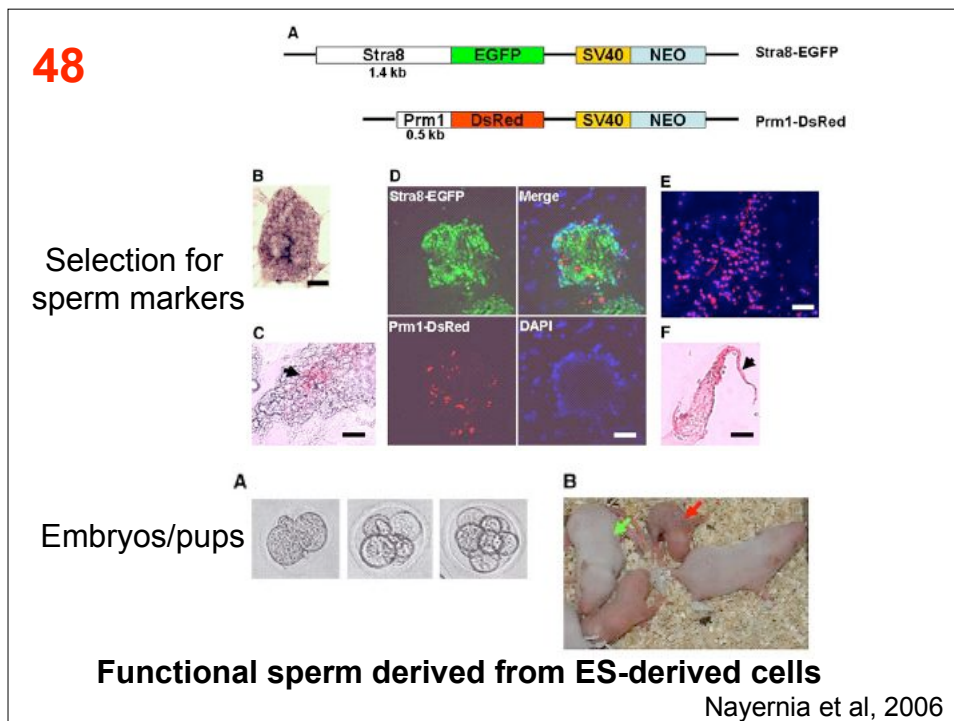 48
A
Stra8 EGFP SV40 NEO Stra8-EGFP
1.4 kb
Prm1 DsRed SV40 NEO Prm1-DsRed
0.5 kb
Selection for
sperm markers
B
C
D
Stra8-EGFP Merge
Prm1-DsRed DAPI
E
F
Embryos/pups
A
B
Functional sperm derived from ES-derived cells
Nayernia et al, 2006